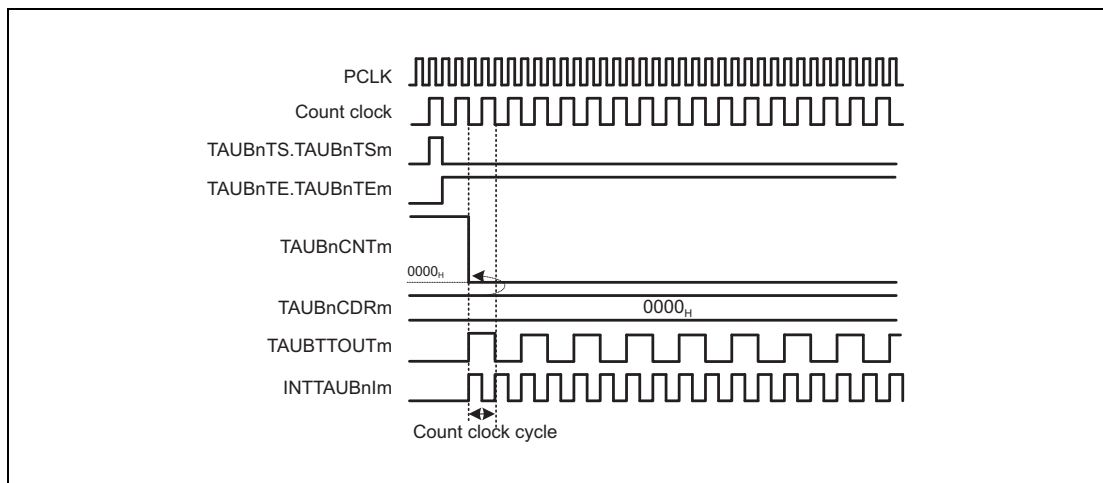 PCLK
Count clock
TAUBnTS.TAUBnTSm
TAUBnTE.TAUBnTEm
TAUBnCNTm
0000H
TAUBnCDRm
0000H
TAUBTTOUTm
INTTAUBnIm
Count clock cycle